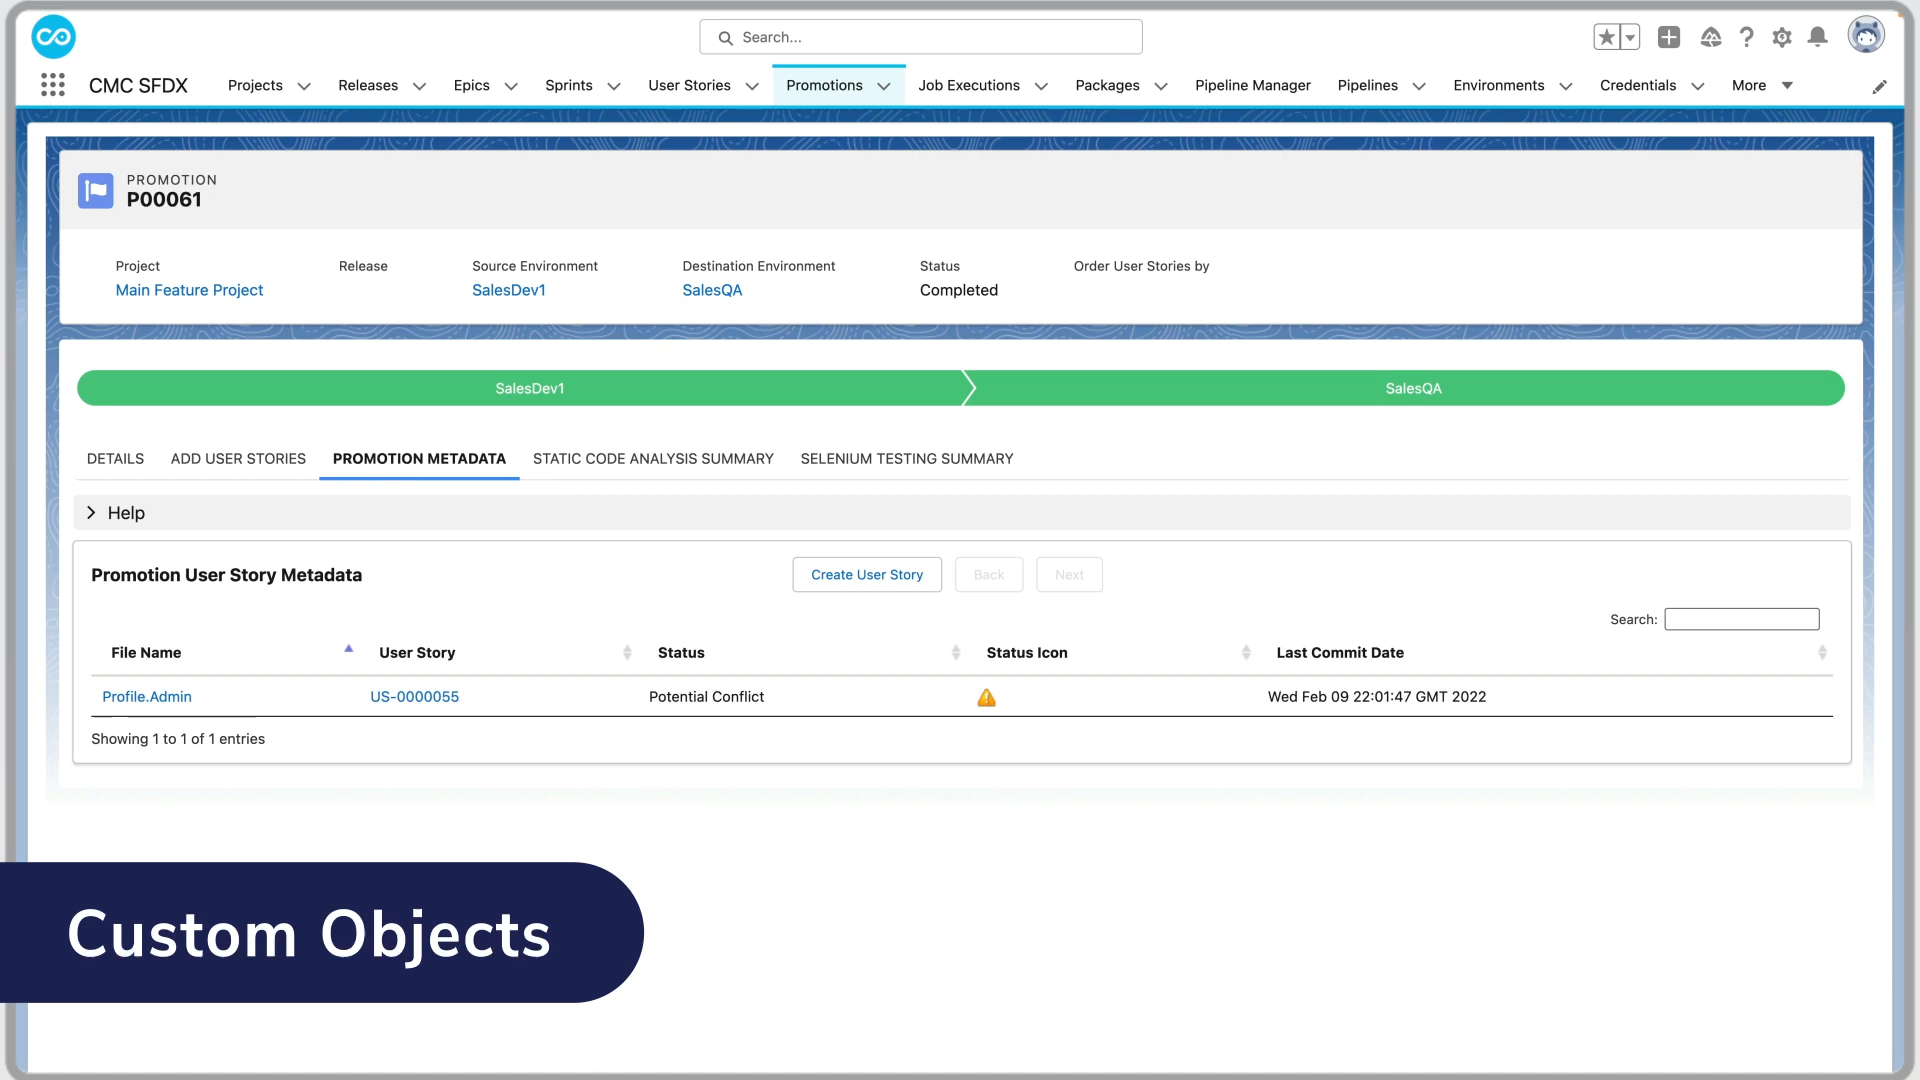 Search...
CMC SFDX Projects Releases Epics Sprints User Stories Promotions Job Executions Packages Pipeline Manager Pipelines Environments Credentials More
PROMOTION
P00061
Project Release Source Environment Destination Environment Status Order User Stories by
Main Feature Project SalesDev1 SalesQA Completed
SalesDev1 SalesQA
DETAILS ADD USER STORIES PROMOTION METADATA STATIC CODE ANALYSIS SUMMARY SELENIUM TESTING SUMMARY
Help
Promotion User Story Metadata Create User Story Back Next
Search:
File Name User Story Status Status Icon Last Commit Date
Profile.Admin US-0000055 Potential Conflict Wed Feb 09 22:01:47 GMT 2022
Showing 1 to 1 of 1 entries
Custom Objects